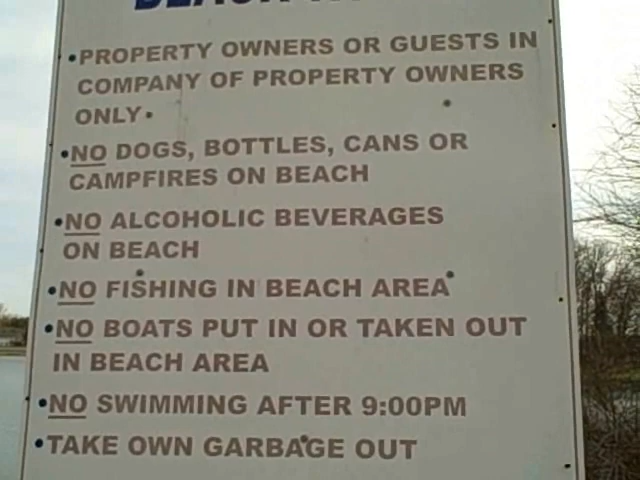 •PROPERTY OWNERS OR GUESTS IN
COMPANY OF PROPERTY OWNERS
ONLY.
•NO DOGS, BOTTLES, CANS OR
CAMPFIRES ON BEACH
•NO ALCOHOLIC BEVERAGES
ON BEACH
•NO FISHING IN BEACH AREA
•NO BOATS PUT IN OR TAKEN OUT
IN BEACH AREA
•NO SWIMMING AFTER 9:00PM
•TAKE OWN GARBAGE OUT